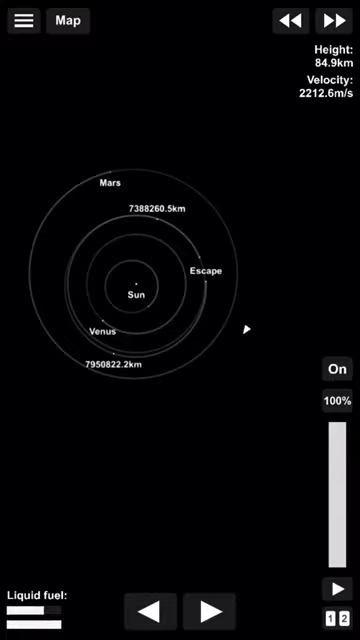 Map
Height:
84.9km
Velocity:
2212.6m/s
Mars
7388260.5km
Escape
Sun
Venus
7950822.2km
On
100%
Liquid fuel:
1 2